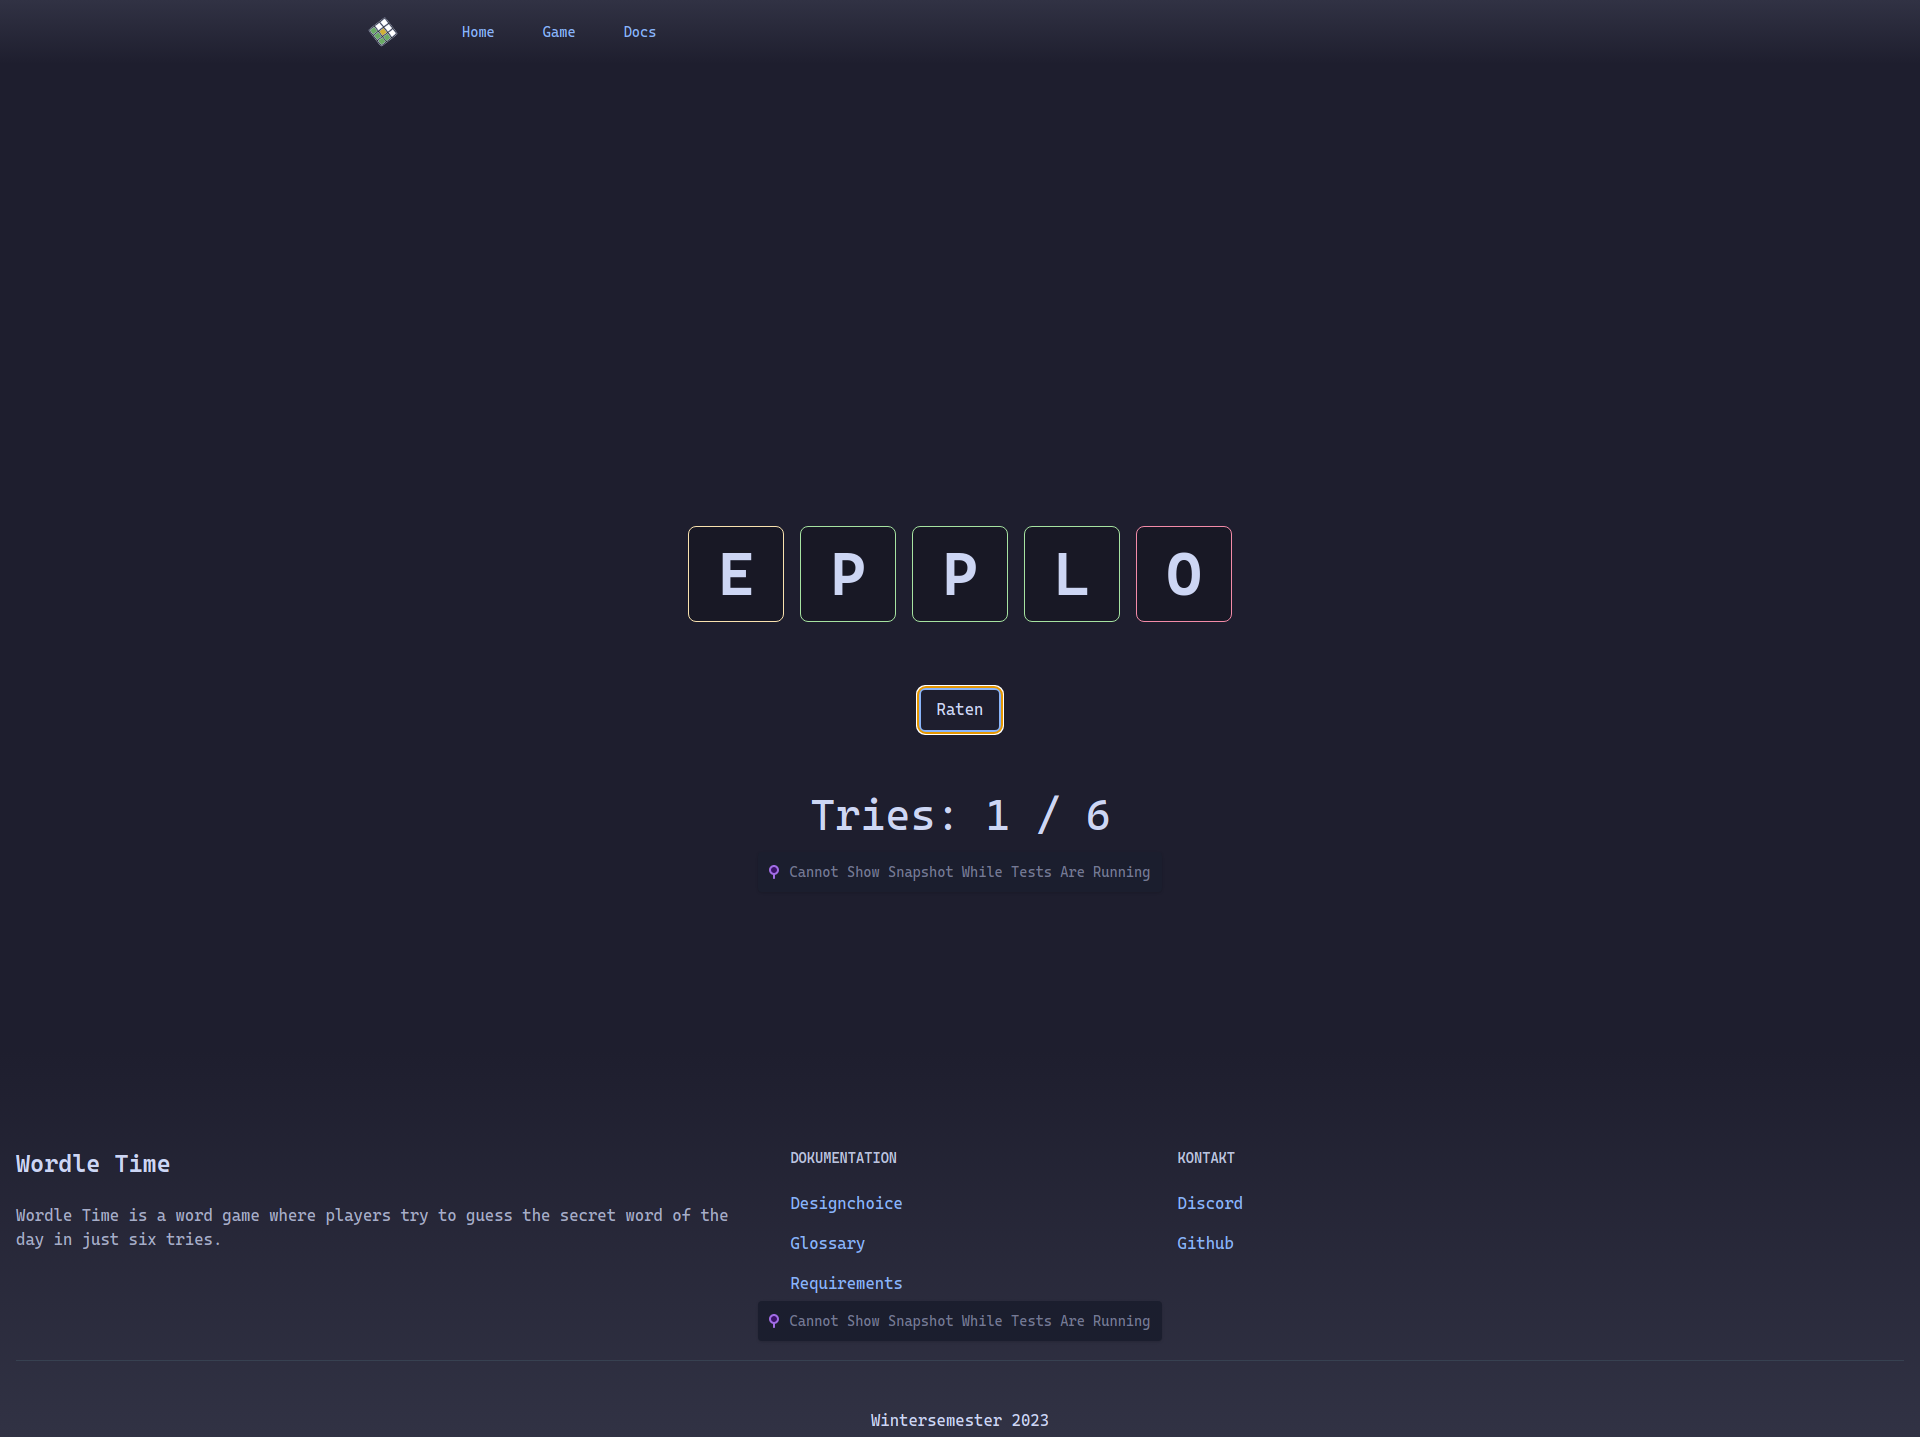 Home Game Docs
E P P L O
Raten
Tries: 1 / 6
Cannot Show Snapshot While Tests Are Running
Wordle Time
Wordle Time is a word game where players try to guess the secret word of the
day in just six tries.
DOKUMENTATION
Designchoice
Glossary
Requirements
KONTAKT
Discord
Github
Cannot Show Snapshot While Tests Are Running
Wintersemester 2023